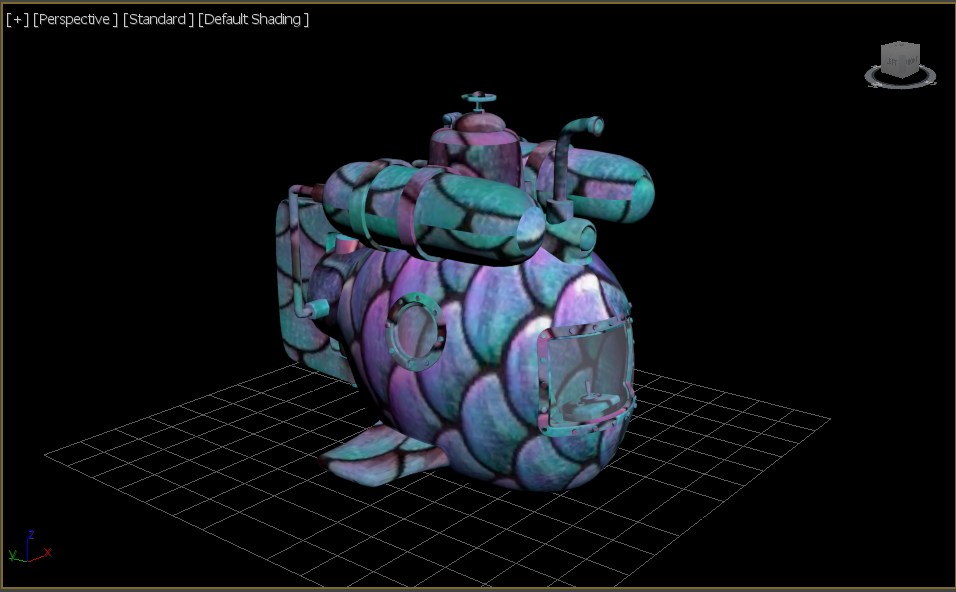 [+] [Perspective ] [Standard ] [Default Shading ]
z
y
x